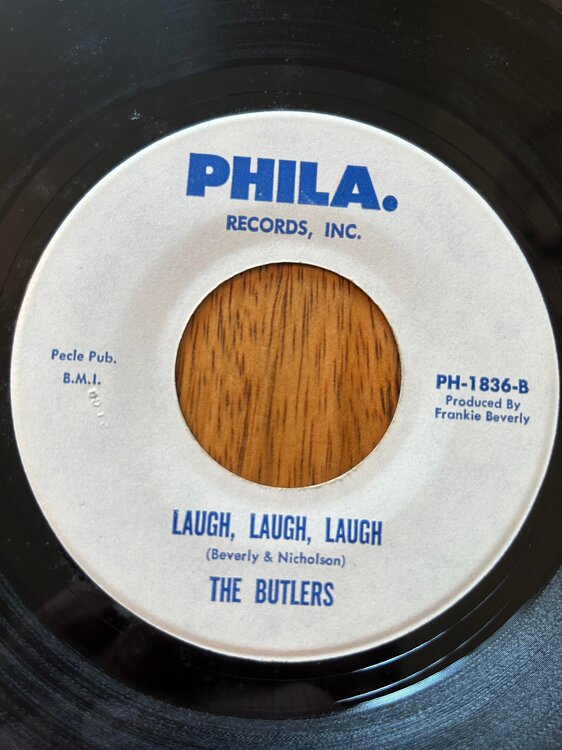 PHILA.
RECORDS, INC.
Pecle Pub.
B.M.I.
PH-1836-B
Produced By
Frankie Beverly
LAUGH, LAUGH, LAUGH
(Beverly & Nicholson)
THE BUTLERS